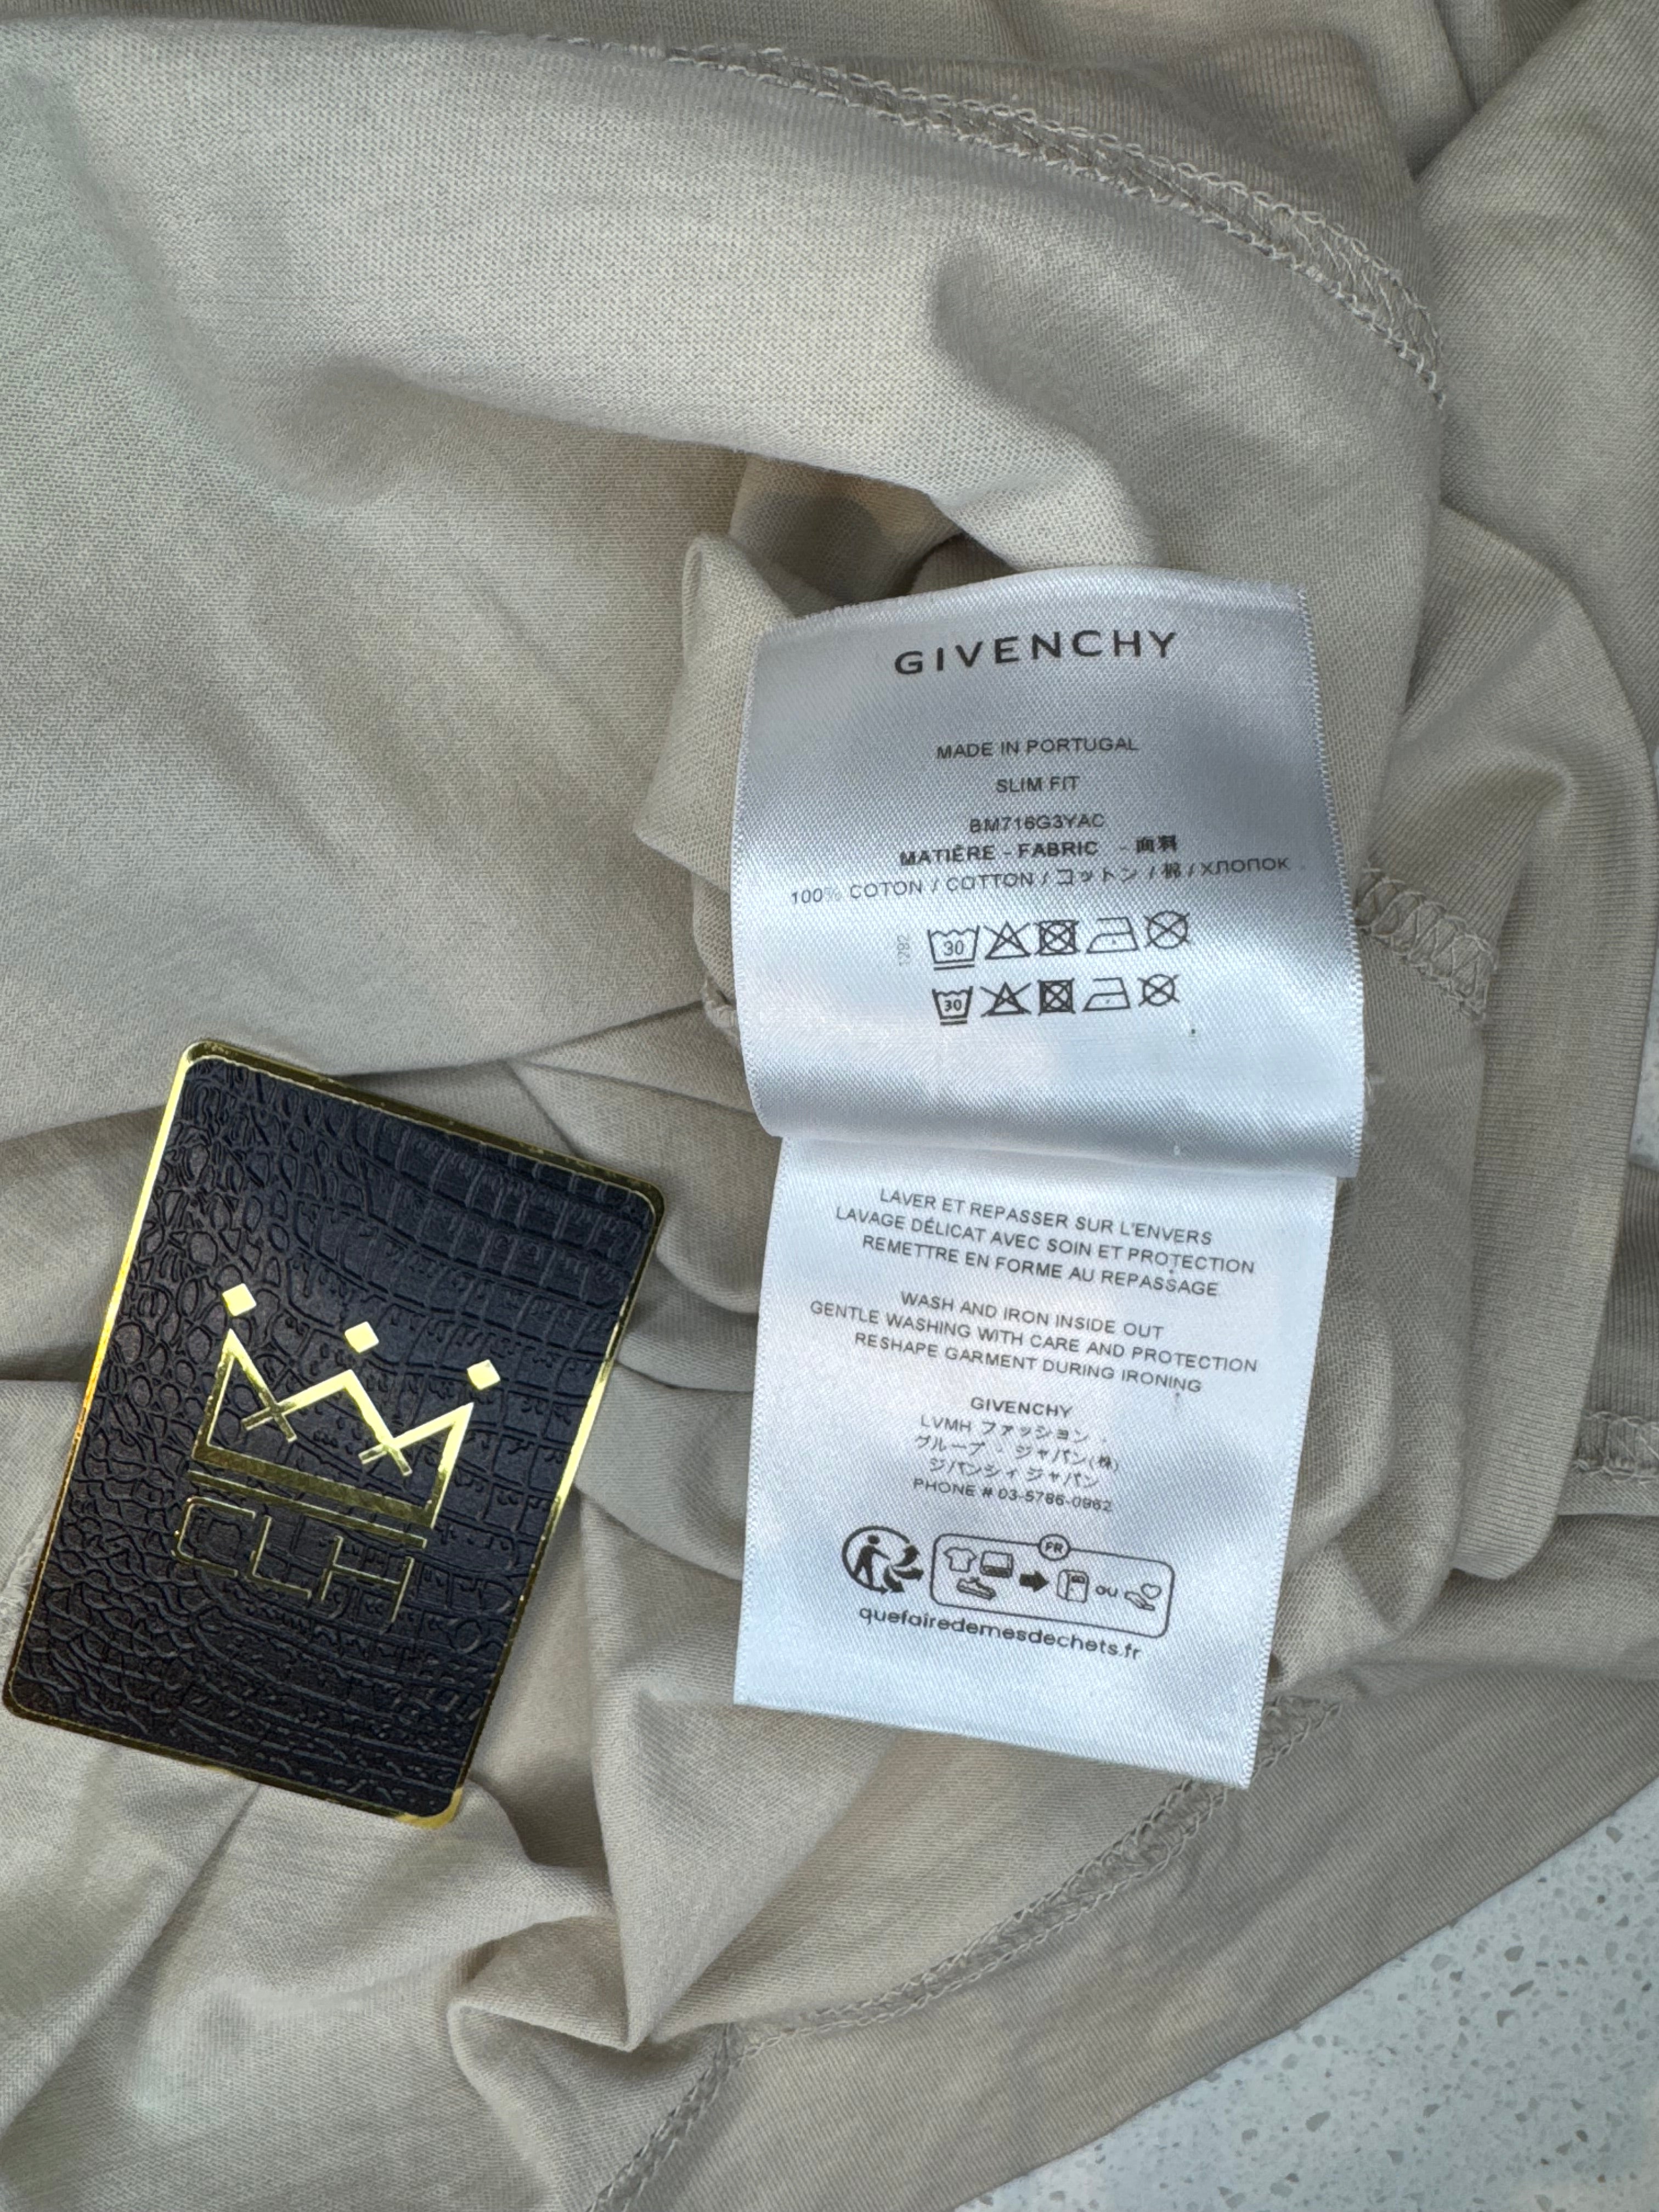 GIVENCHY
MADE IN PORTUGAL
SLIM FIT
BM716G3YAC
MATIÈRE - FABRIC - 面料
100% COTON / COTTON / コットン / 棉 / ХЛОПОК
1282
30
30
LAVER ET REPASSER SUR L'ENVERS
LAVAGE DÉLICAT AVEC SOIN ET PROTECTION
REMETTRE EN FORME AU REPASSAGE
WASH AND IRON INSIDE OUT
GENTLE WASHING WITH CARE AND PROTECTION
RESHAPE GARMENT DURING IRONING
GIVENCHY
LVMH ファッション・
グループ・ジャパン(株)
ジバンシィ ジャパン
PHONE # 03-5786-0962
FR
OU
quefairedemesdechets.fr
CLH